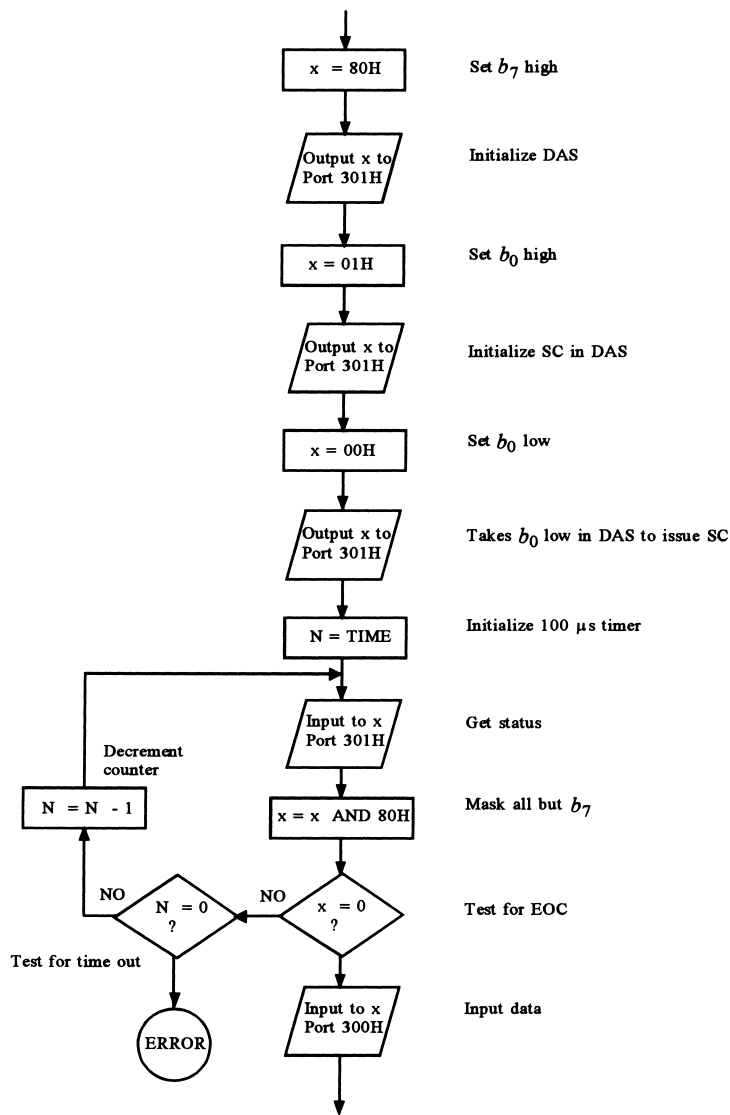 x = 80H
Set b7 high
Output x to
Port 301H
Initialize DAS
x = 01H
Set b0 high
Output x to
Port 301H
Initialize SC in DAS
x = 00H
Set b0 low
Output x to
Port 301H
Takes b0 low in DAS to issue SC
N = TIME
Initialize 100 μs timer
Input to x
Port 301H
Get status
Decrement
counter
N = N - 1
x = x AND 80H
Mask all but b7
NO
N = 0
?
NO
x = 0
?
Test for EOC
Test for time out
ERROR
Input to x
Port 300H
Input data